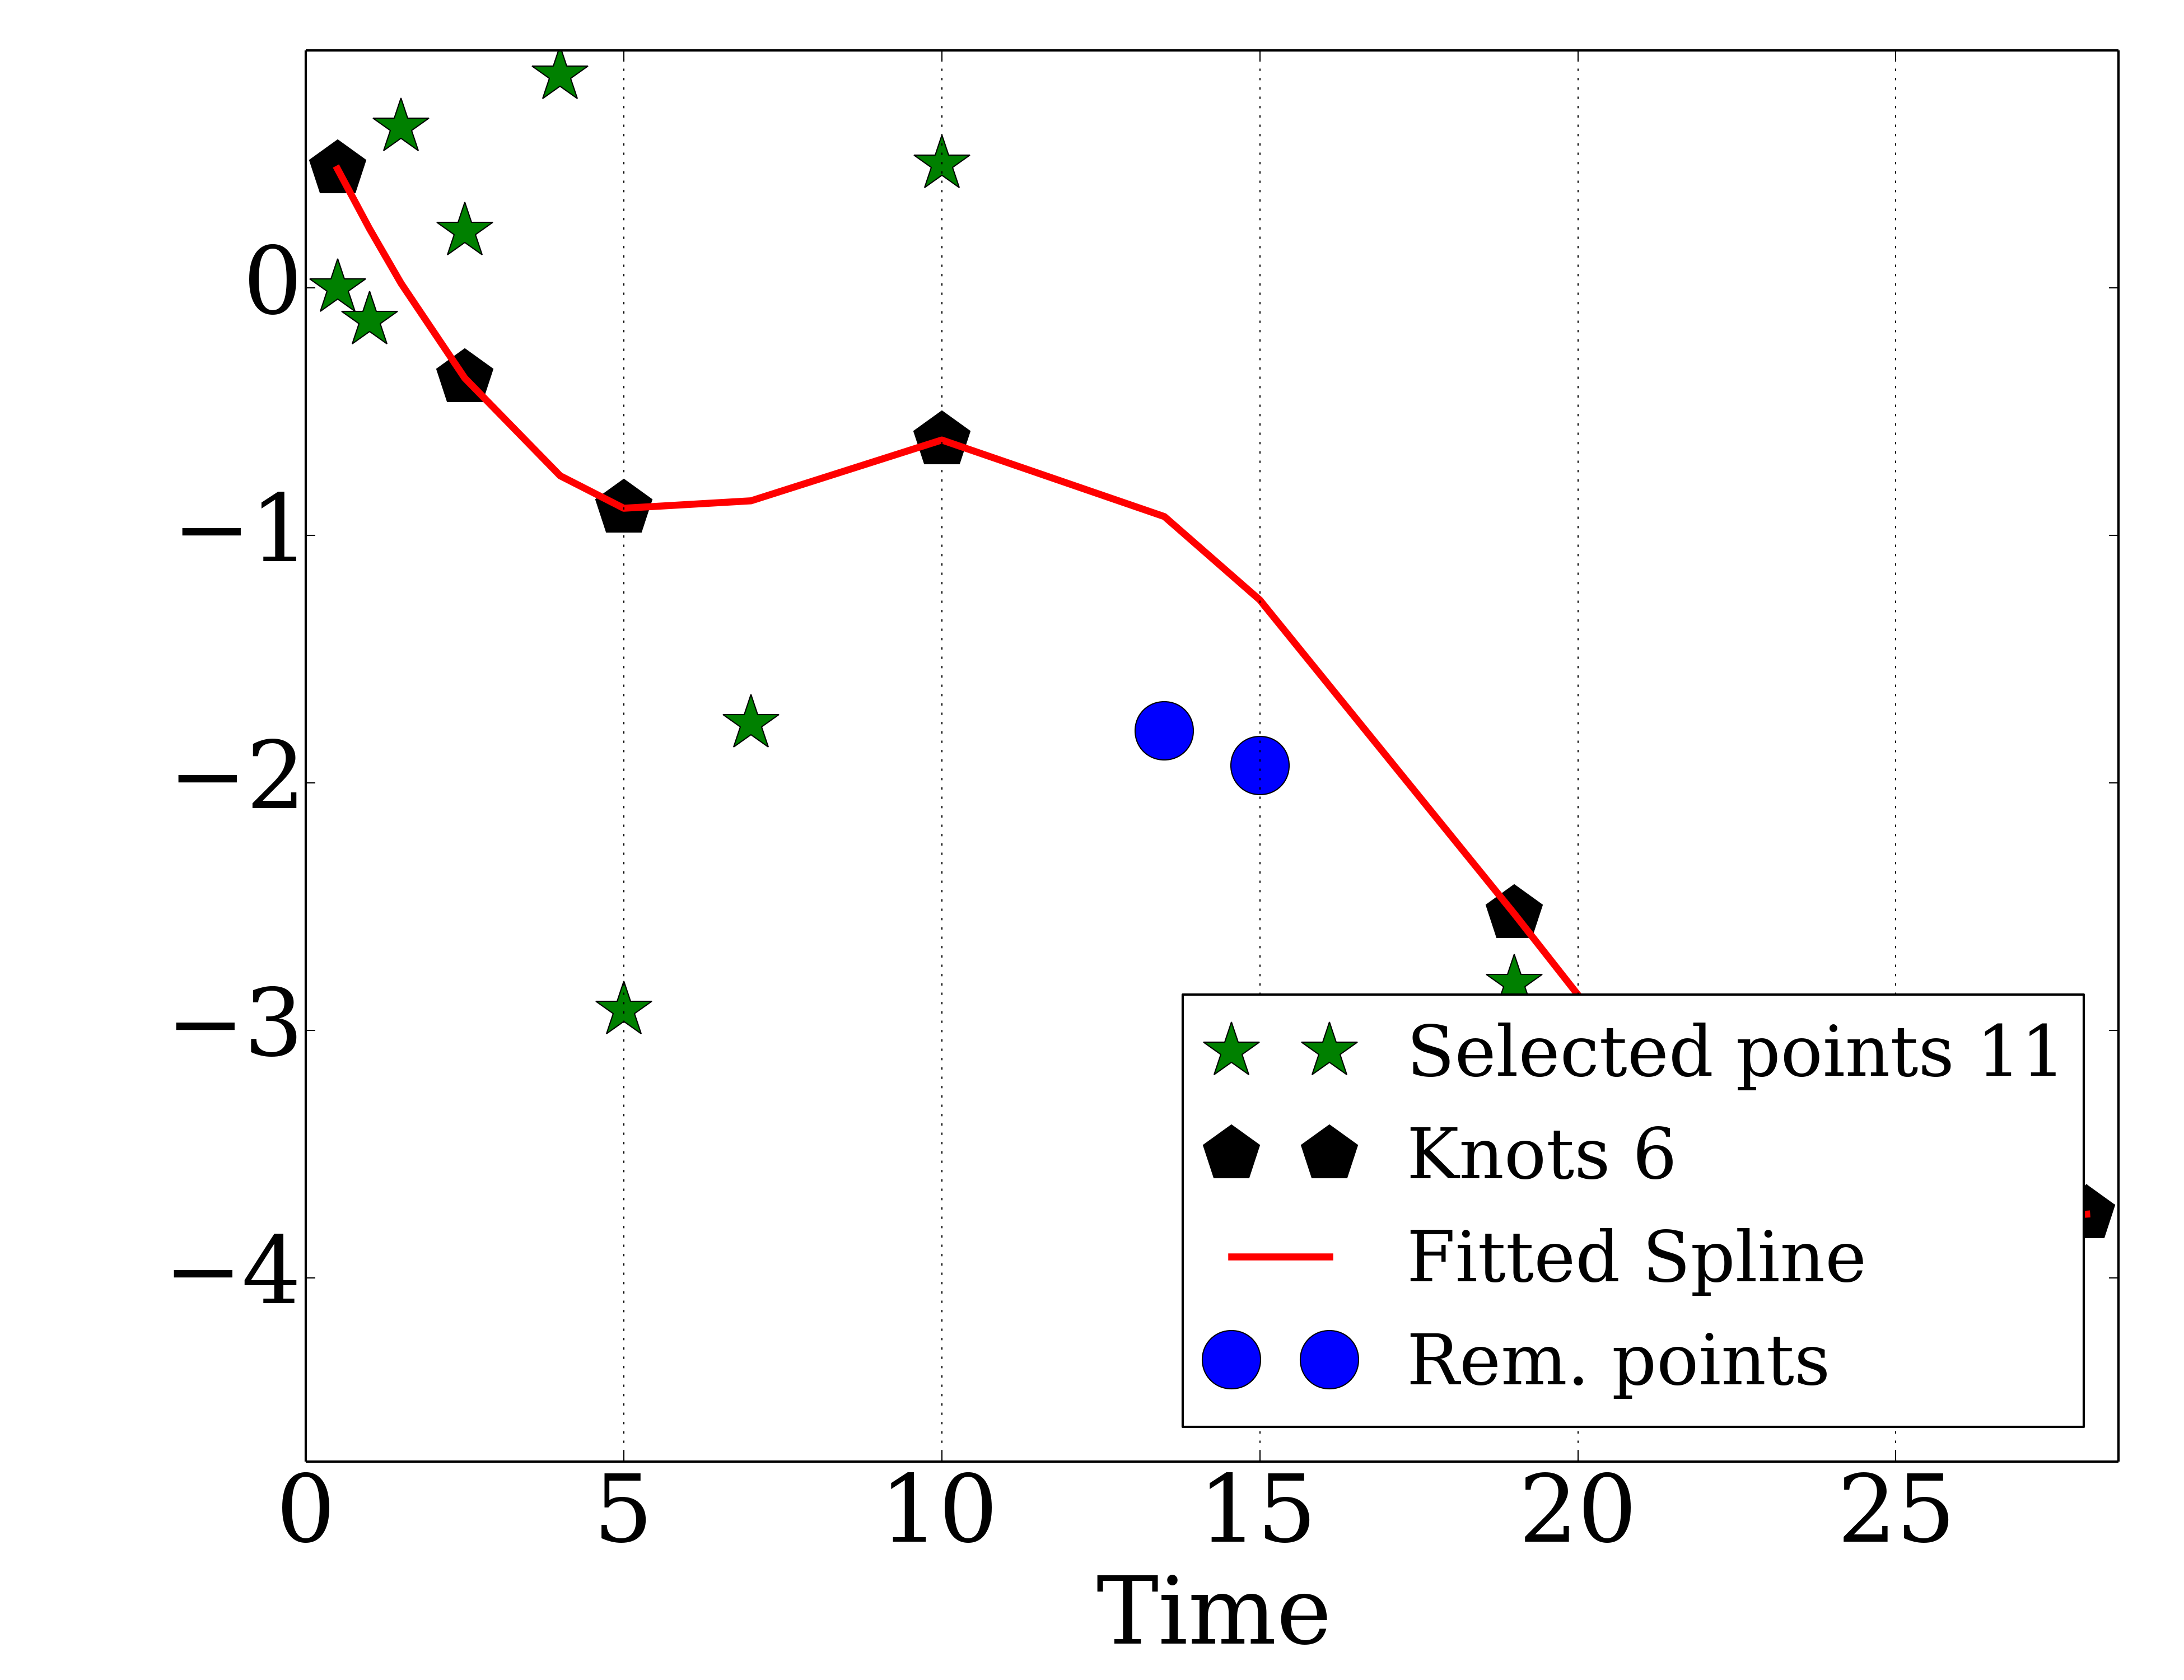 0
−1
−2
−3
−4
Selected points 11
Knots 6
Fitted Spline
Rem. points
0 5 10 15 20 25
Time